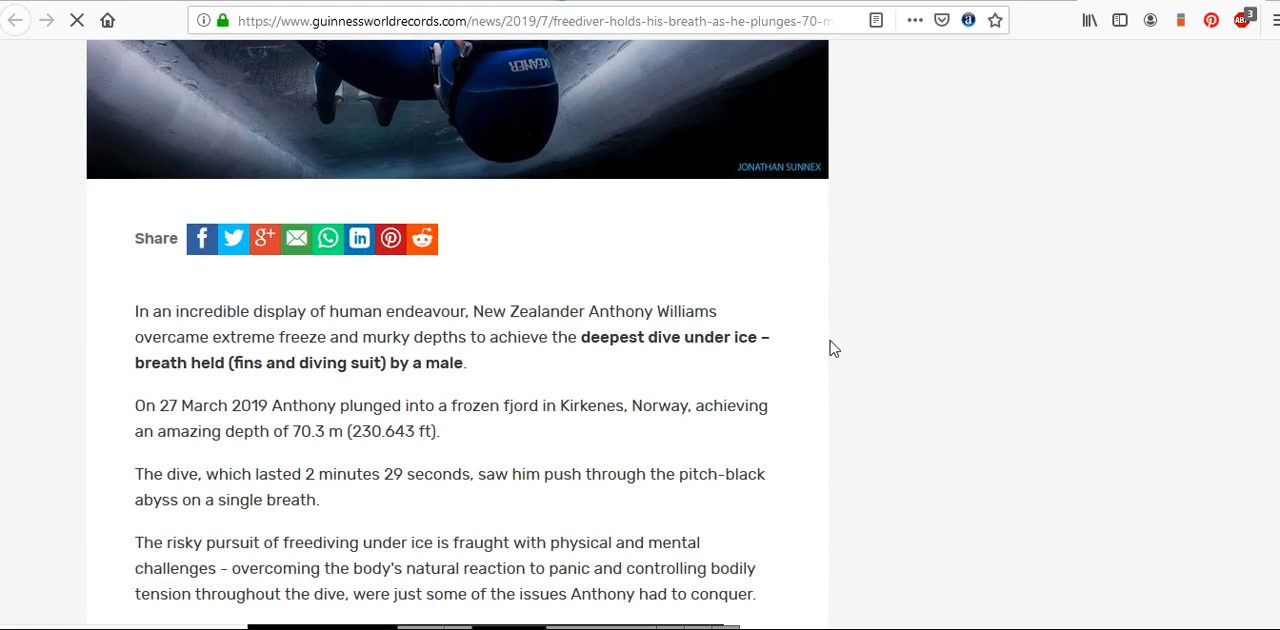 https://www.guinnessworldrecords.com/news/2019/7/freediver-holds-his-breath-as-he-plunges-70-m
ABP
3
OCEANER
JONATHAN SUNNEX
Share
In an incredible display of human endeavour, New Zealander Anthony Williams
overcame extreme freeze and murky depths to achieve the deepest dive under ice –
breath held (fins and diving suit) by a male.
On 27 March 2019 Anthony plunged into a frozen fjord in Kirkenes, Norway, achieving
an amazing depth of 70.3 m (230.643 ft).
The dive, which lasted 2 minutes 29 seconds, saw him push through the pitch-black
abyss on a single breath.
The risky pursuit of freediving under ice is fraught with physical and mental
challenges - overcoming the body's natural reaction to panic and controlling bodily
tension throughout the dive, were just some of the issues Anthony had to conquer.